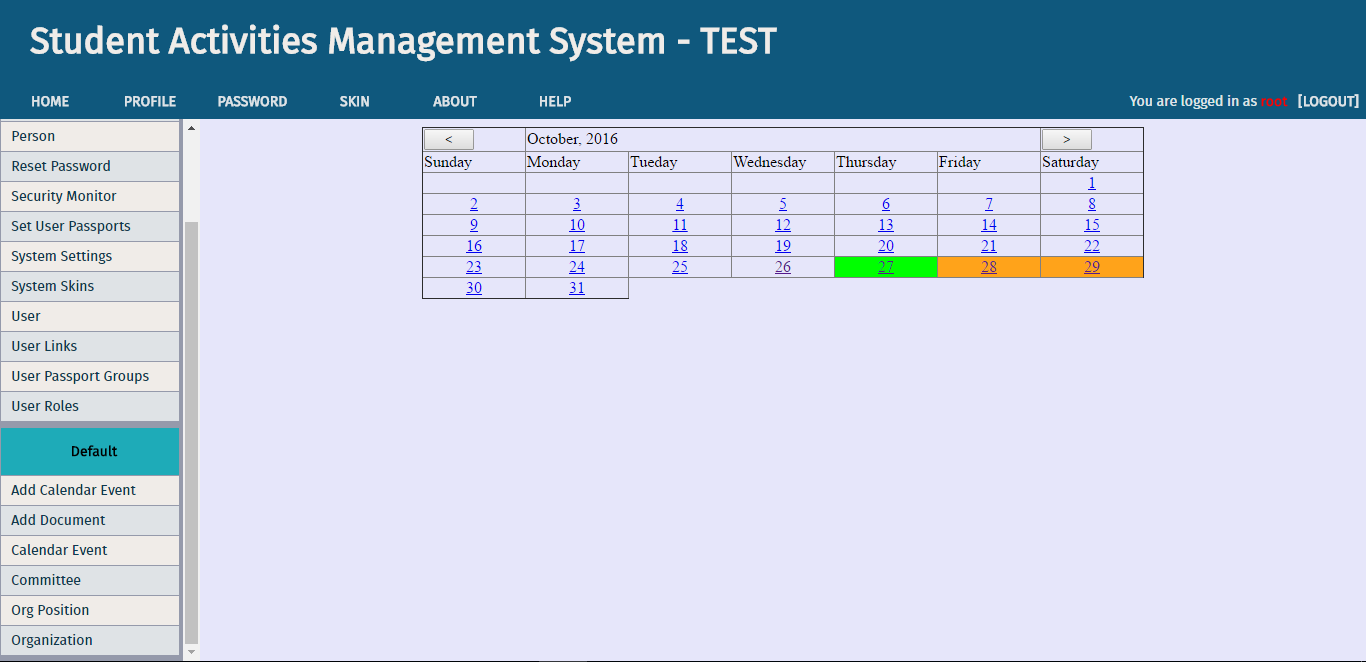 Student Activities Management System - TEST
HOME PROFILE PASSWORD SKIN ABOUT HELP You are logged in as root [LOGOUT]
Person
Reset Password
Security Monitor
Set User Passports
System Settings
System Skins
User
User Links
User Passport Groups
User Roles
Default
Add Calendar Event
Add Document
Calendar Event
Committee
Org Position
Organization
< October, 2016 >
Sunday Monday Tueday Wednesday Thursday Friday Saturday
1
2 3 4 5 6 7 8
9 10 11 12 13 14 15
16 17 18 19 20 21 22
23 24 25 26 27 28 29
30 31